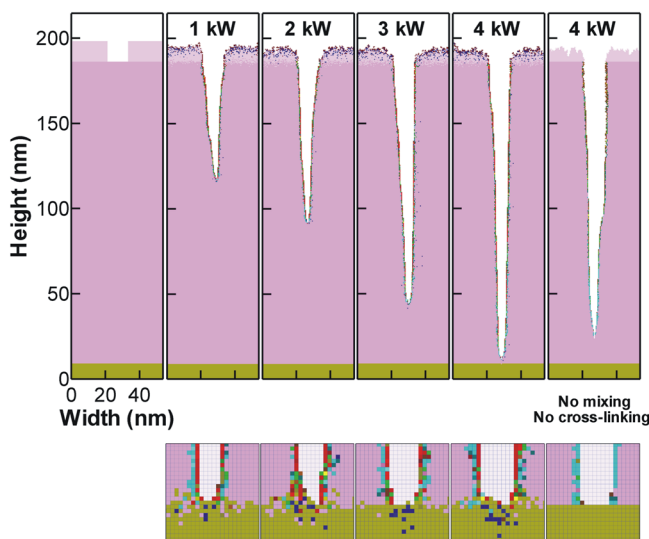 1 kW 2 kW 3 kW 4 kW 4 kW
200
150
100
50
0
Height (nm)
0 20 40
Width (nm)
No mixing
No cross-linking